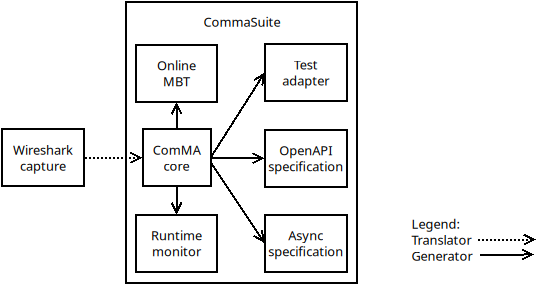 CommaSuite
Online
MBT
Test
adapter
Wireshark
capture
ComMA
core
OpenAPI
specification
Runtime
monitor
Async
specification
Legend:
Translator
Generator